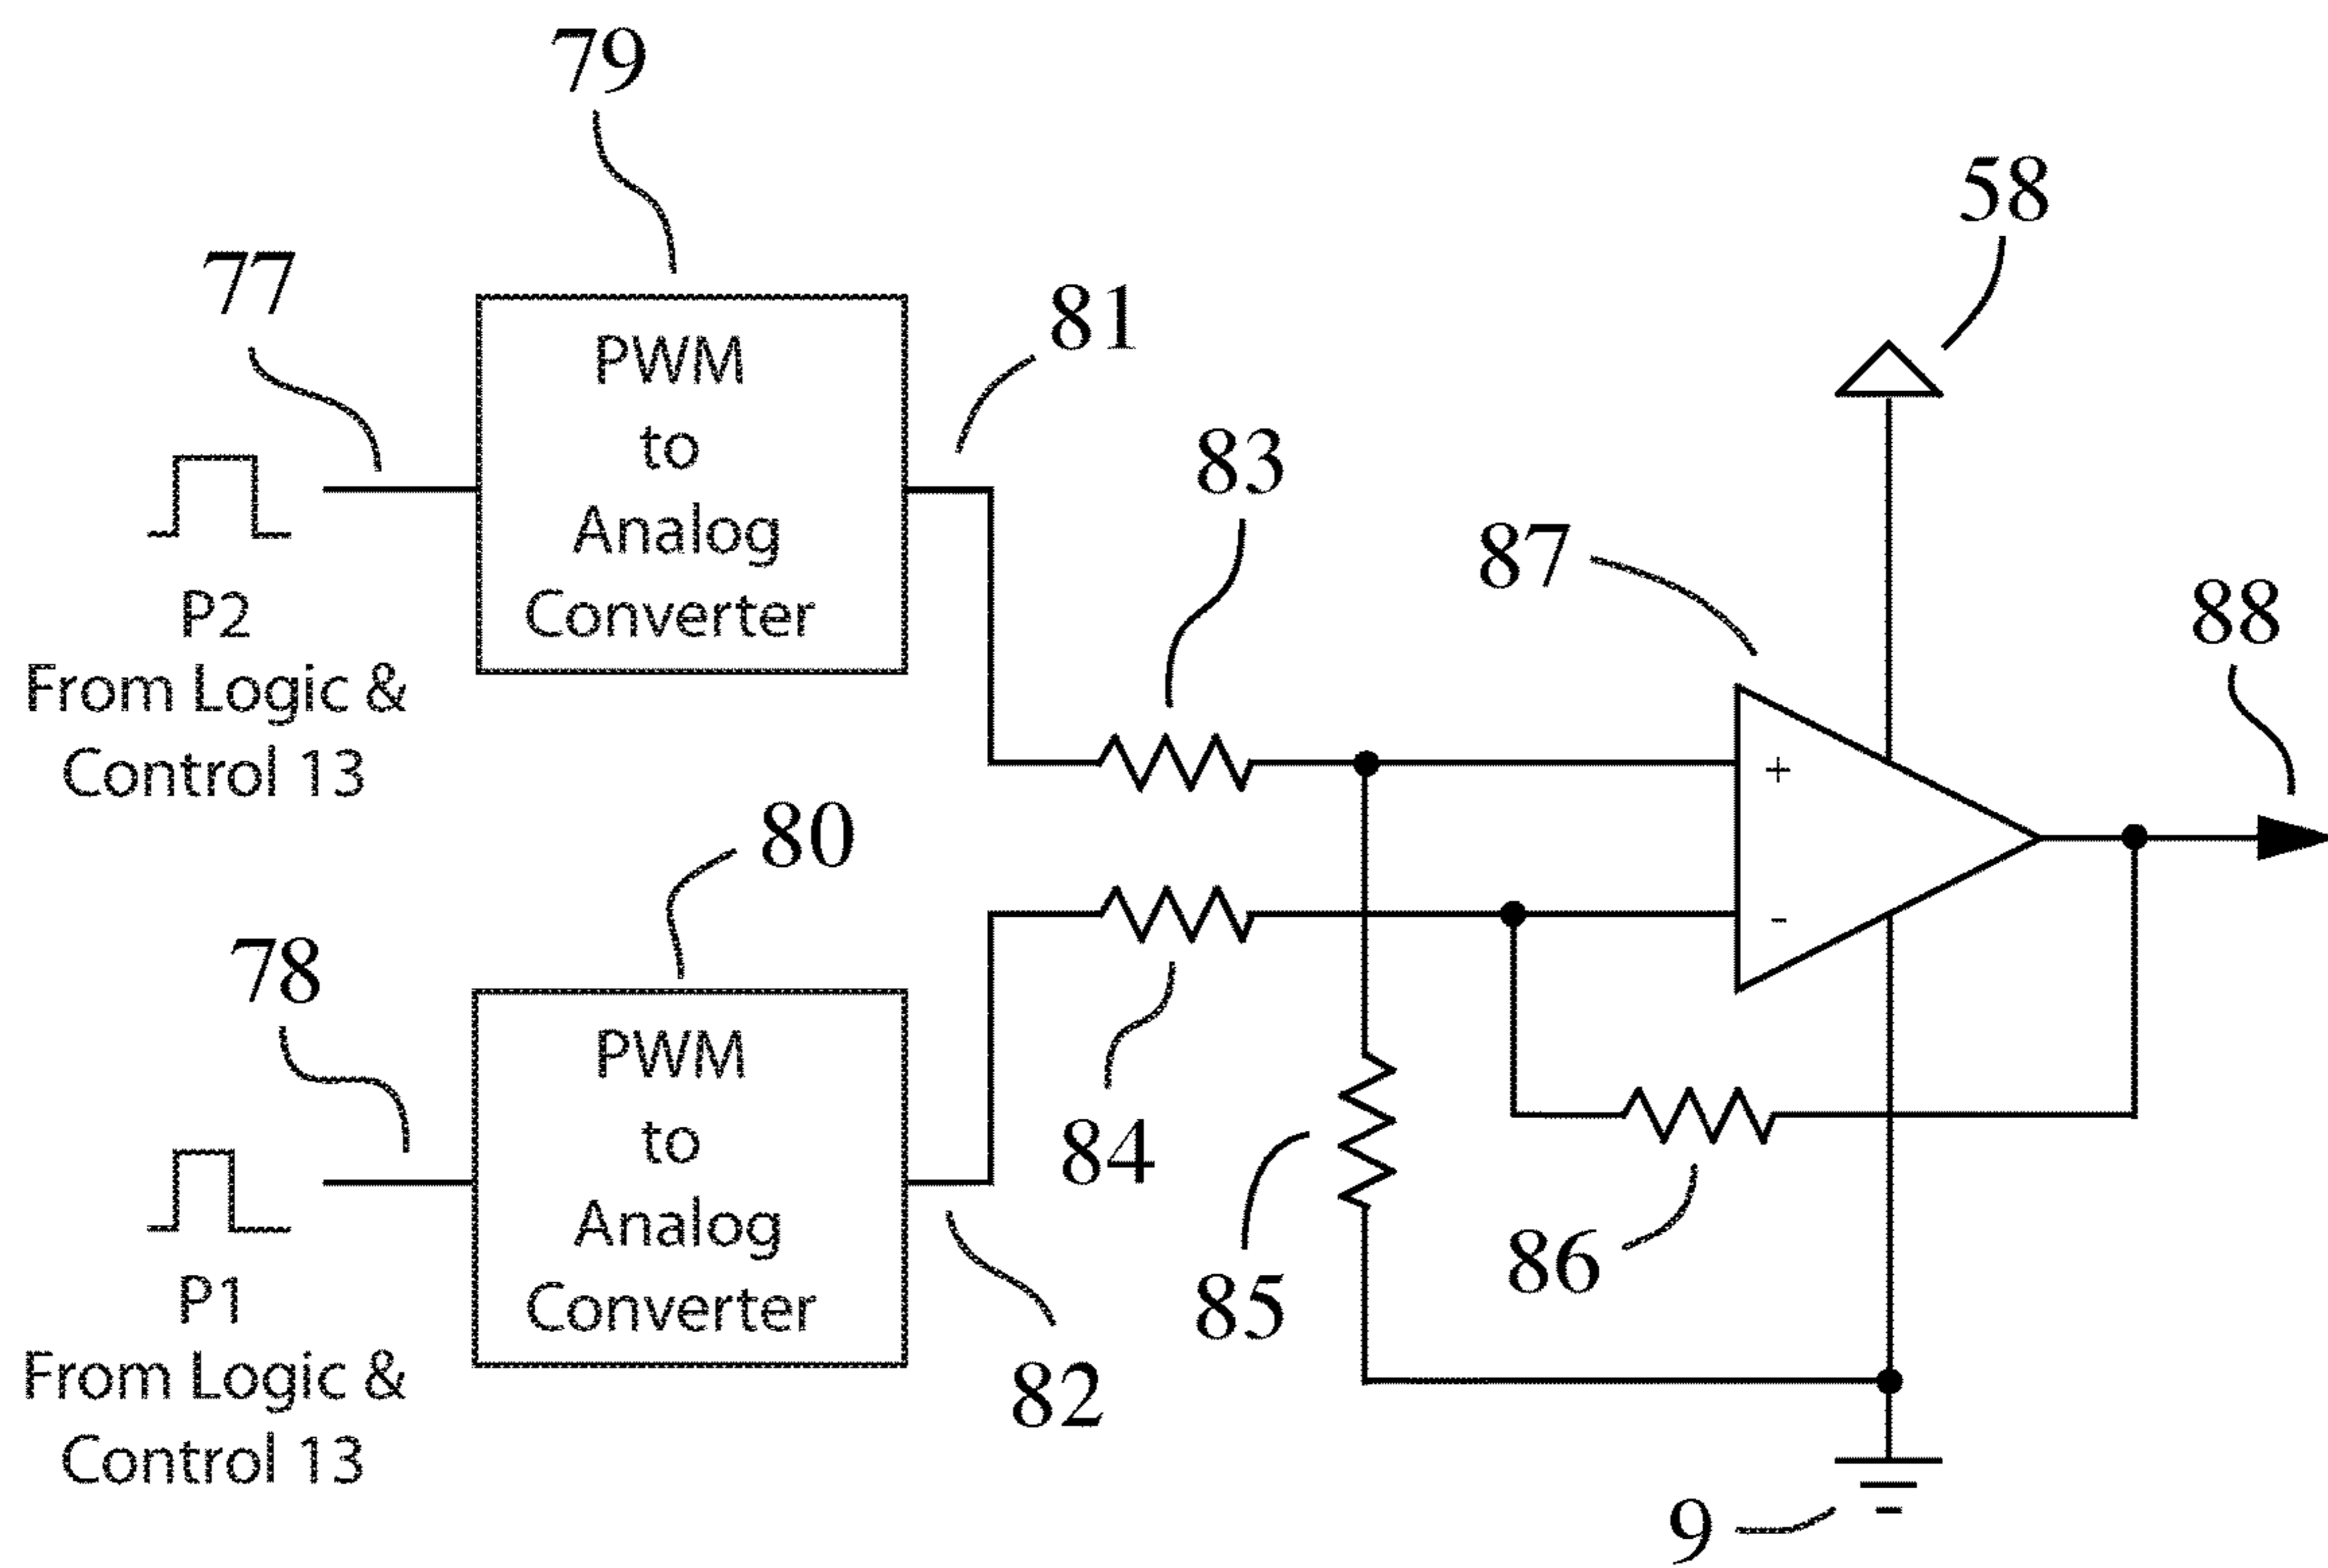 79
58
77
81
PWM
to
Analog
Converter
83
87
88
P2
From Logic &
Control 13
+
80
-
78
84
PWM
to
Analog
Converter
86
85
P1
From Logic &
Control 13
82
9